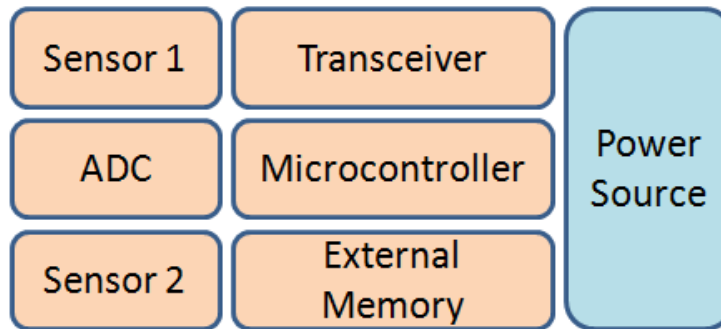 Sensor 1
Transceiver
ADC
Microcontroller
Power
Source
Sensor 2
External
Memory